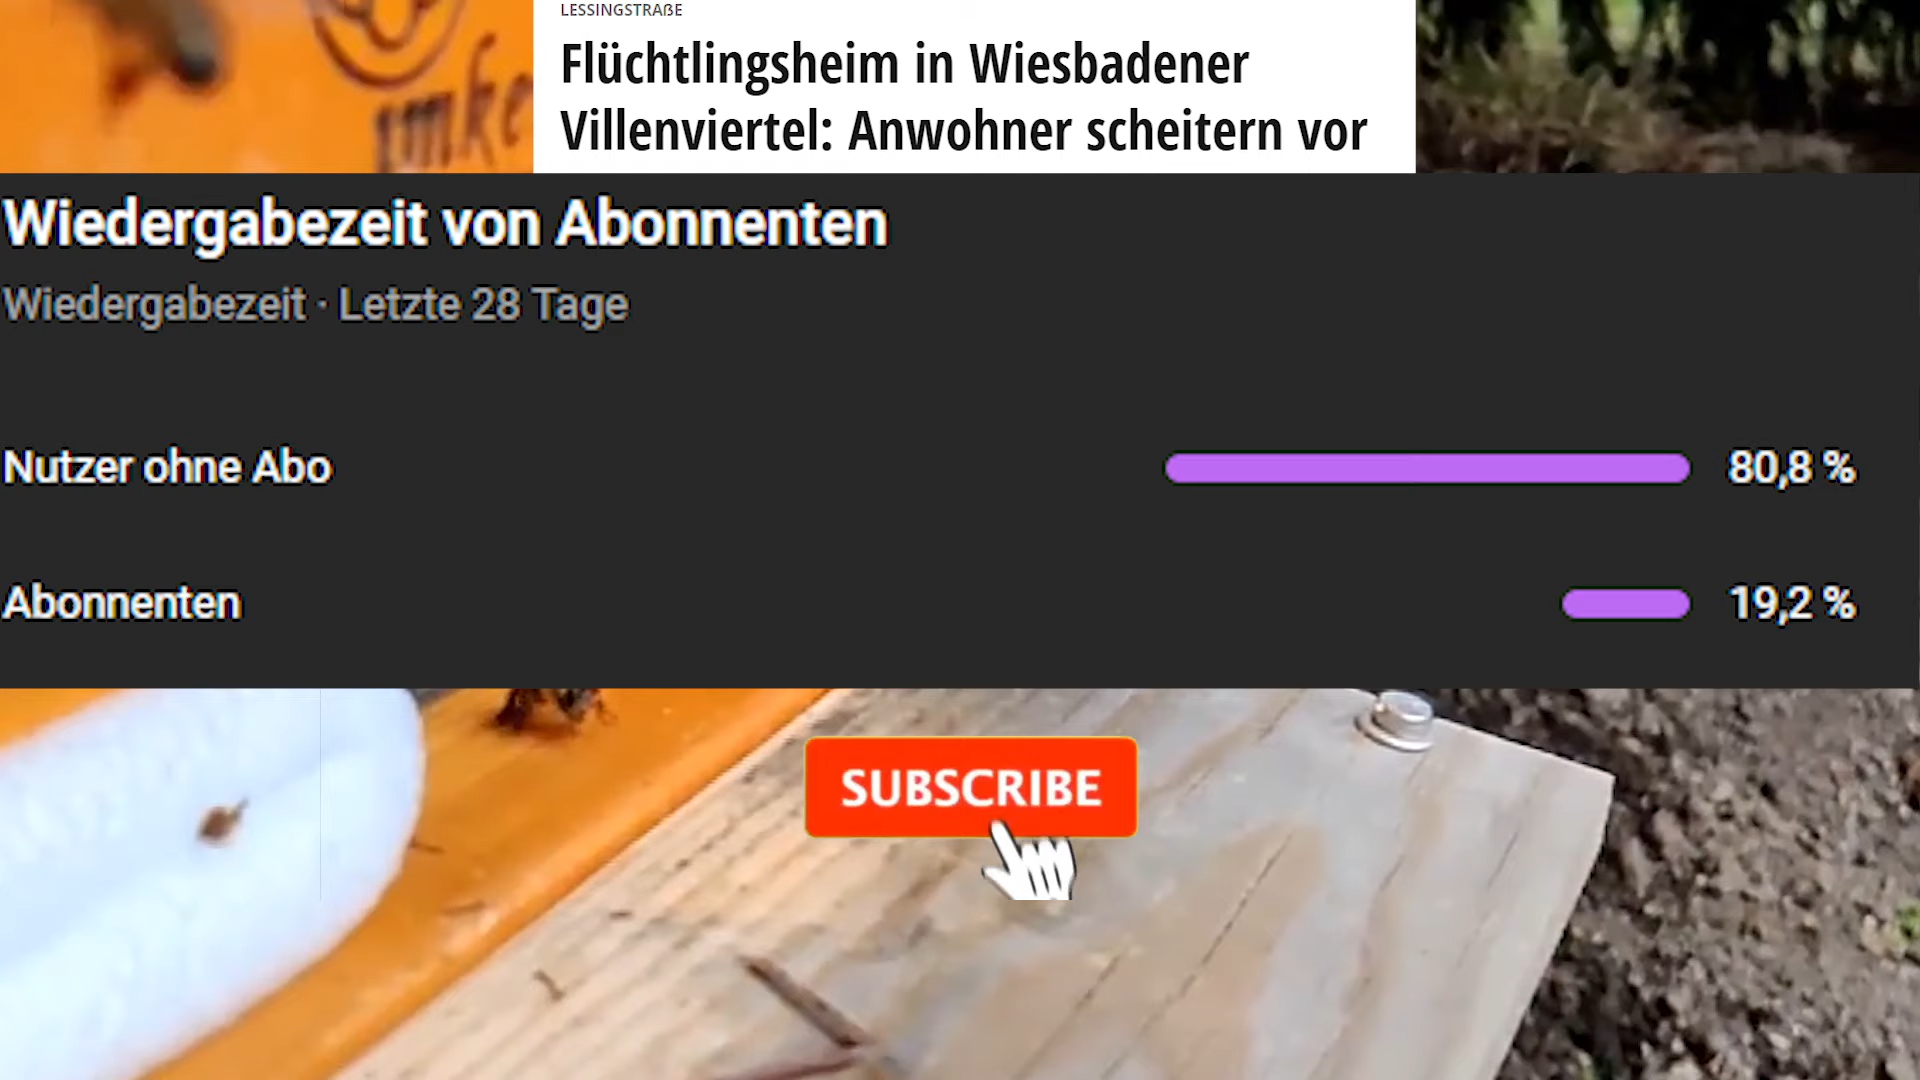 LESSINGSTRAẞE
Flüchtlingsheim in Wiesbadener
Villenviertel: Anwohner scheitern vor
imke
Wiedergabezeit von Abonnenten
Wiedergabezeit · Letzte 28 Tage
Nutzer ohne Abo 80,8 %
Abonnenten 19,2 %
SUBSCRIBE